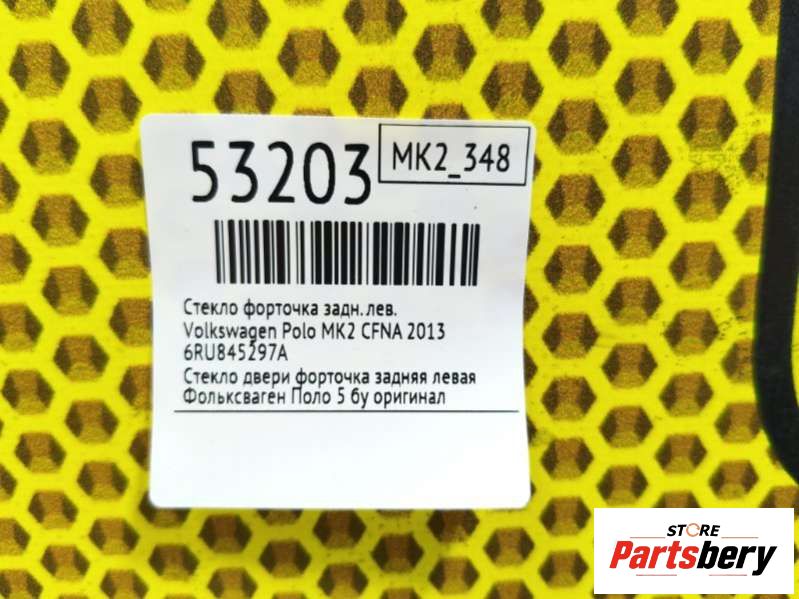 53203
MK2_348
Стекло форточка задн. лев.
Volkswagen Polo MK2 CFNA 2013
6RU845297A
Стекло двери форточка задняя левая
Фольксваген Поло 5 бу оригинал
STORE
Partsbery